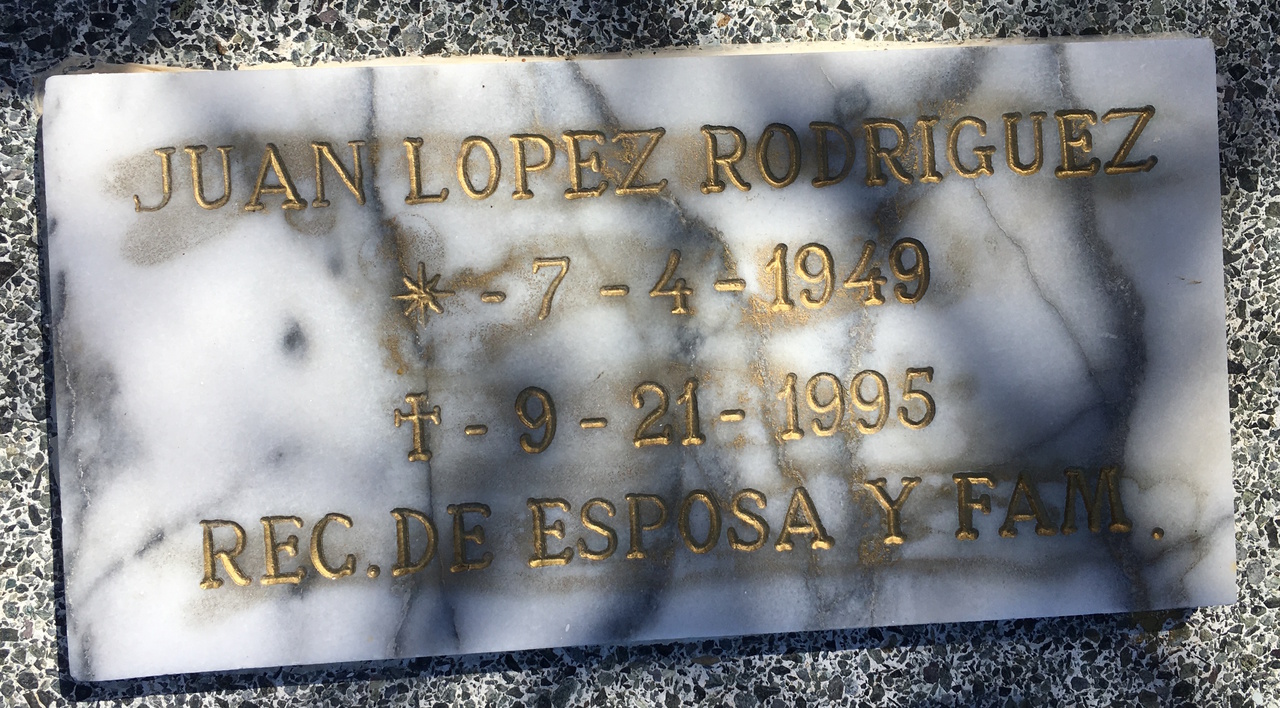 JUAN LOPEZ RODRIGUEZ
* - 7 - 4 - 1949
✝ - 9 - 21 - 1995
REC. DE ESPOSA Y FAM.